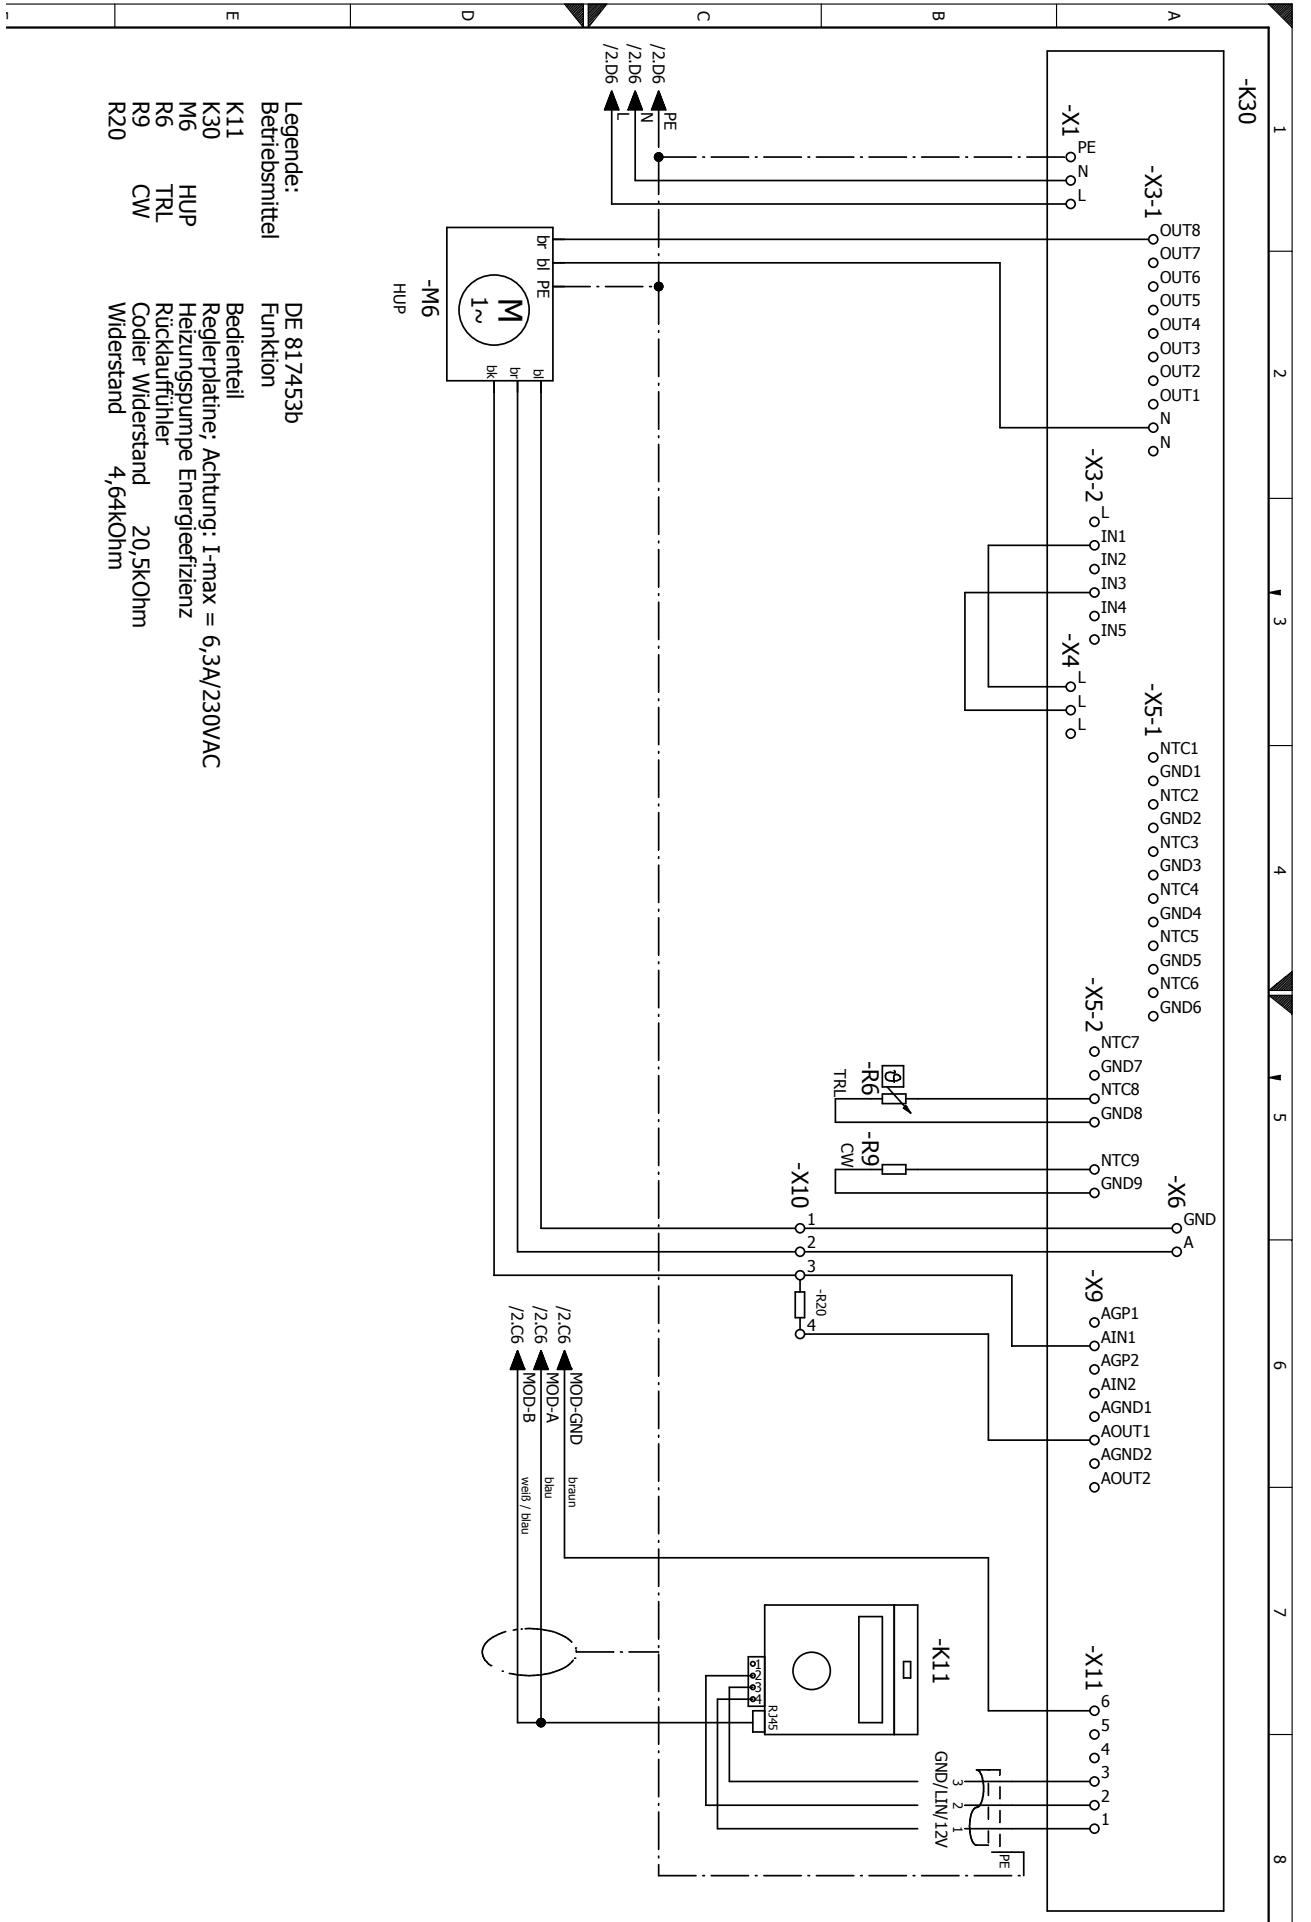 1
2
3
4
5
6
7
8
A
B
C
D
E
-K30
-X1
PE
N
L
-X3-1
OUT8
OUT7
OUT6
OUT5
OUT4
OUT3
OUT2
OUT1
N
N
-X3-2
L
IN1
IN2
IN3
IN4
IN5
-X4
L
L
L
-X5-1
NTC1
GND1
NTC2
GND2
NTC3
GND3
NTC4
GND4
NTC5
GND5
NTC6
GND6
-X5-2
NTC7
GND7
NTC8
GND8
NTC9
GND9
-X6
GND
A
-X9
AGP1
AIN1
AGP2
AIN2
AGND1
AOUT1
AGND2
AOUT2
-X11
6
5
4
3
2
1
-R6
ϑ
TRL
-R9
CW
-X10
1
2
3
4
-R20
-K11
1
2
3
4
RJ45
GND/LIN/12V
3
2
1
PE
/2.D6
PE
/2.D6
N
/2.D6
L
br
bl
PE
M
1~
bl
br
bk
-M6
HUP
/2.C6
MOD-GND
braun
/2.C6
MOD-A
blau
/2.C6
MOD-B
weiß / blau
Legende: DE 817453b
Betriebsmittel Funktion
K11 Bedienteil
K30 Reglerplatine; Achtung: I-max = 6,3A/230VAC
M6 HUP Heizungspumpe Energieefizienz
R6 TRL Rücklauffühler
R9 CW Codier Widerstand 20,5kOhm
R20 Widerstand 4,64kOhm